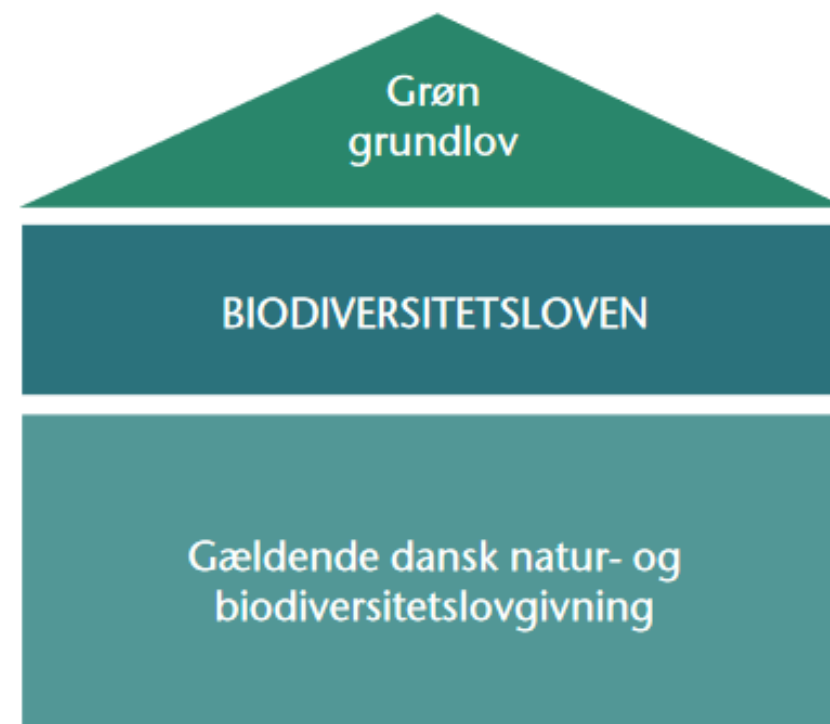 Grøn
grundlov
BIODIVERSITETSLOVEN
Gældende dansk natur- og
biodiversitetslovgivning